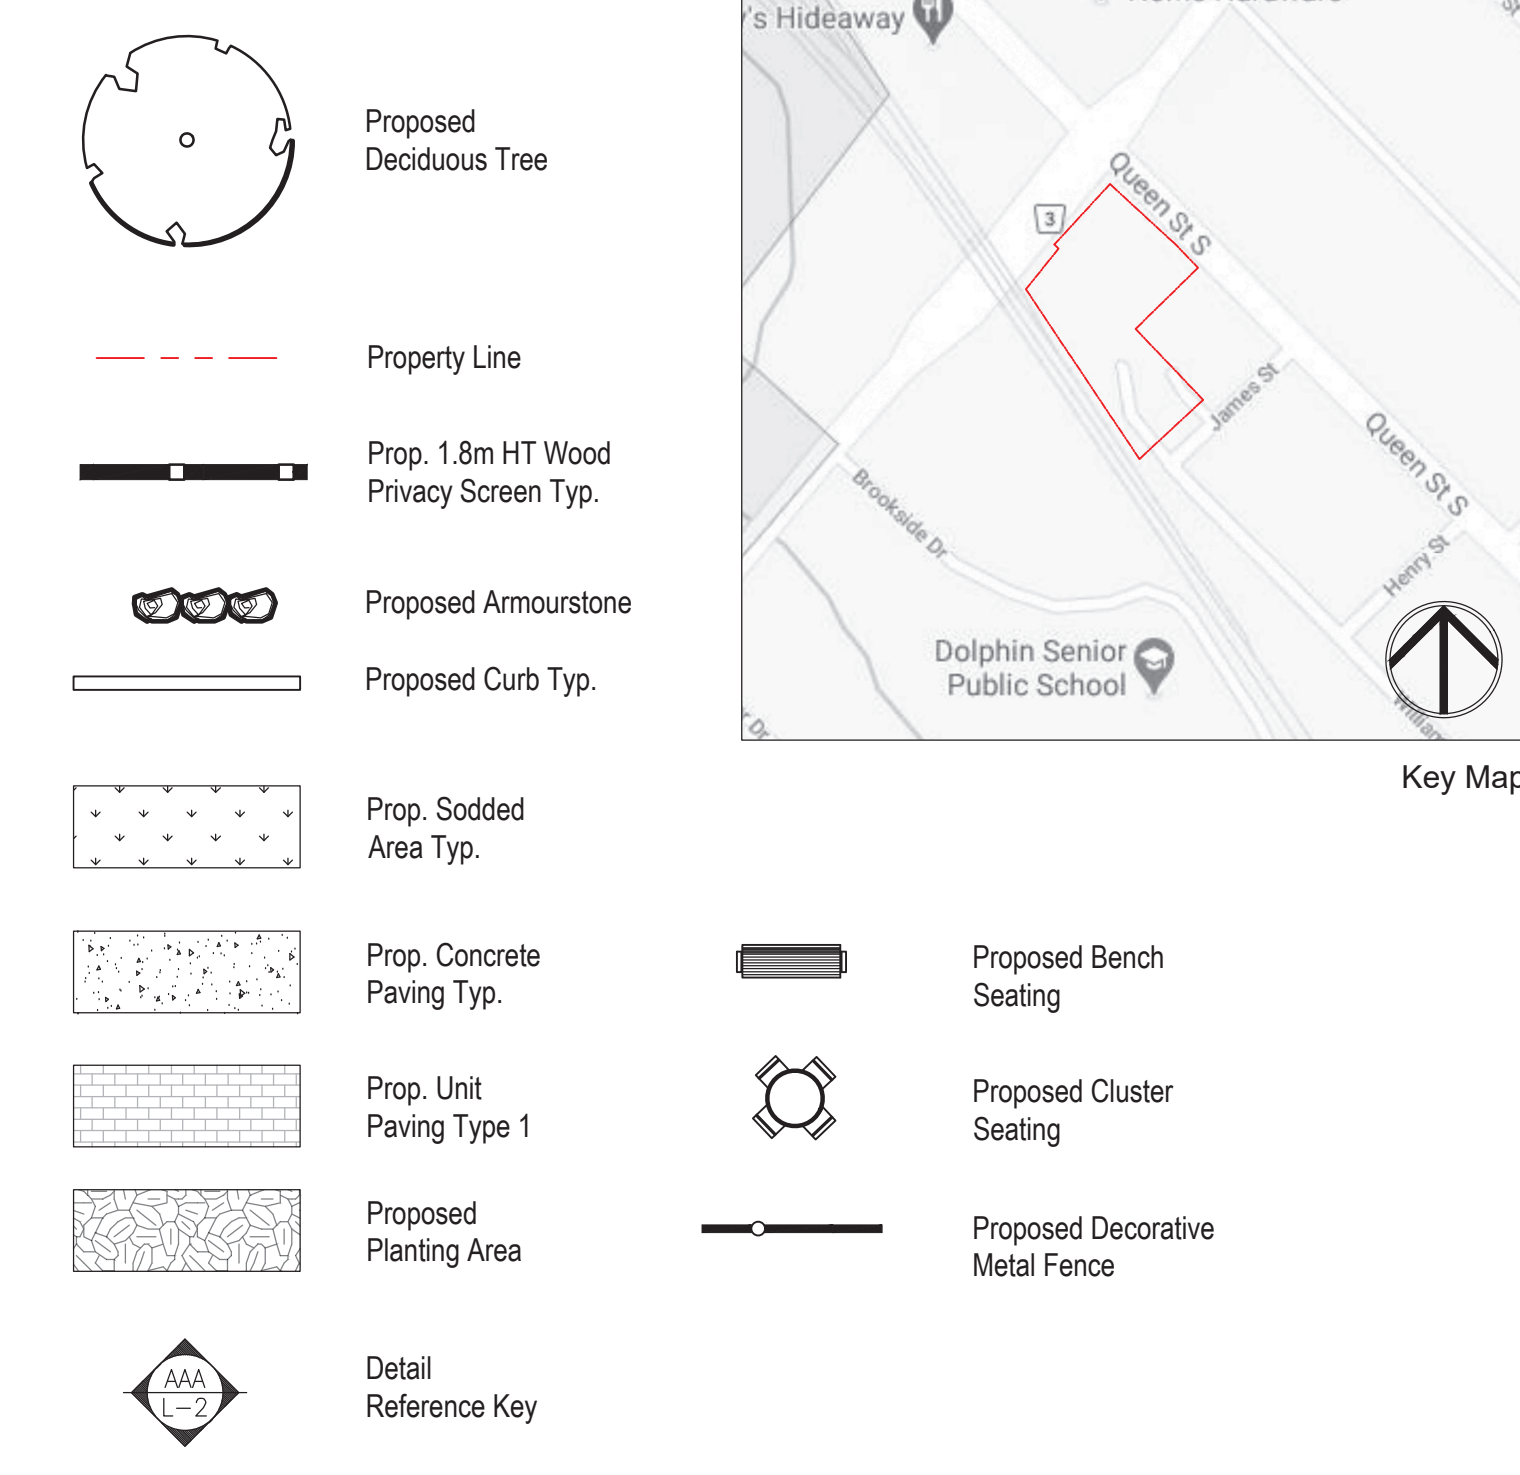 Proposed
Deciduous Tree
Property Line
Prop. 1.8m HT Wood
Privacy Screen Typ.
Proposed Armourstone
Proposed Curb Typ.
Prop. Sodded
Area Typ.
Prop. Concrete
Paving Typ.
Prop. Unit
Paving Type 1
Proposed
Planting Area
AAA
L-2
Detail
Reference Key
's Hideaway
3
Queen St S
James St
Queen St S
Brookside Dr
Henry St
Dolphin Senior
Public School
William
r Dr
Key Map
Proposed Bench
Seating
Proposed Cluster
Seating
Proposed Decorative
Metal Fence